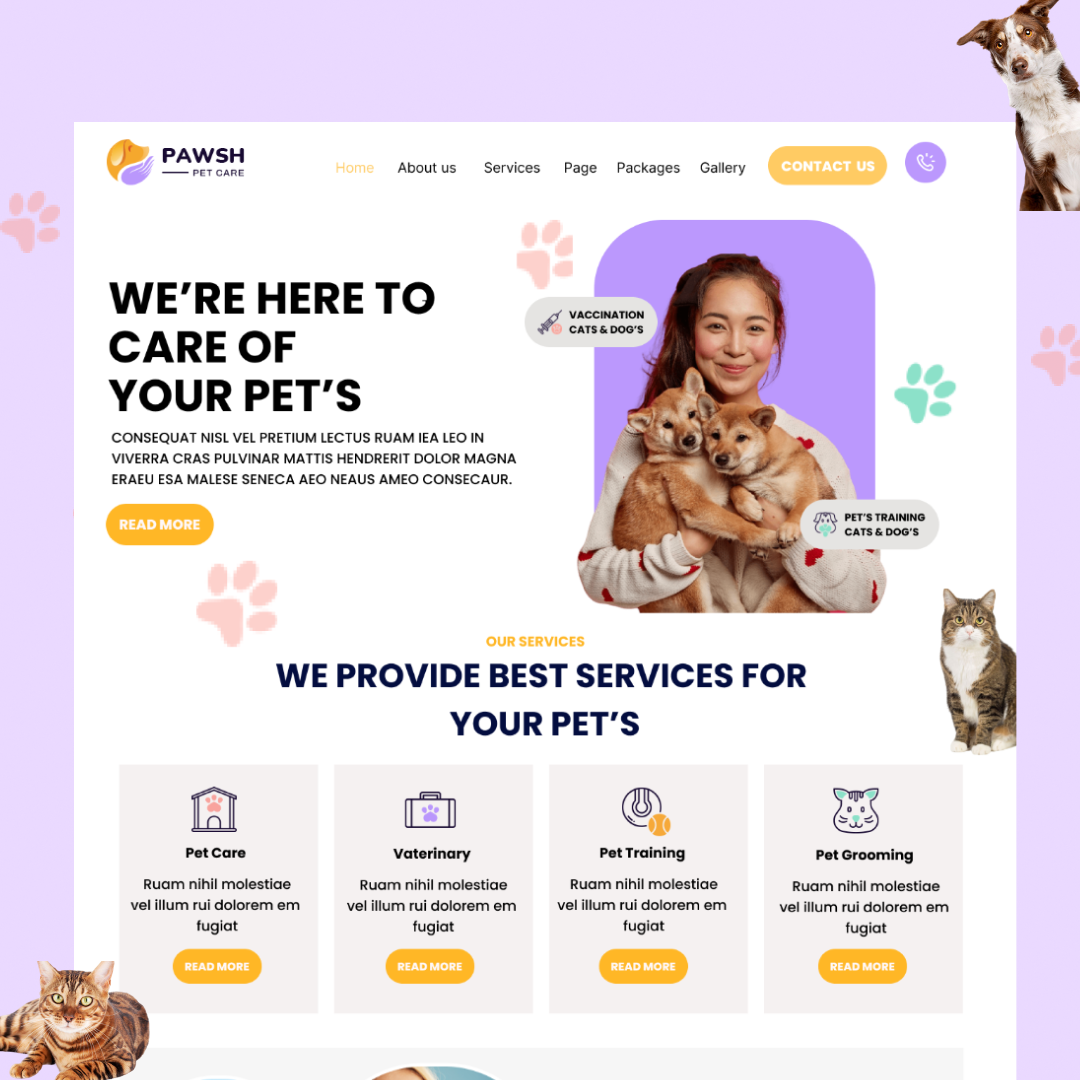 PAWSH
PET CARE
Home About us Services Page Packages Gallery CONTACT US
WE’RE HERE TO
CARE OF
YOUR PET’S
CONSEQUAT NISL VEL PRETIUM LECTUS RUAM IEA LEO IN
VIVERRA CRAS PULVINAR MATTIS HENDRERIT DOLOR MAGNA
ERAEU ESA MALESE SENECA AEO NEAUS AMEO CONSECAUR.
READ MORE
VACCINATION
CATS & DOG’S
PET’S TRAINING
CATS & DOG’S
OUR SERVICES
WE PROVIDE BEST SERVICES FOR
YOUR PET’S
Pet Care
Ruam nihil molestiae
vel illum rui dolorem em
fugiat
READ MORE
Vaterinary
Ruam nihil molestiae
vel illum rui dolorem em
fugiat
READ MORE
Pet Training
Ruam nihil molestiae
vel illum rui dolorem em
fugiat
READ MORE
Pet Grooming
Ruam nihil molestiae
vel illum rui dolorem em
fugiat
READ MORE